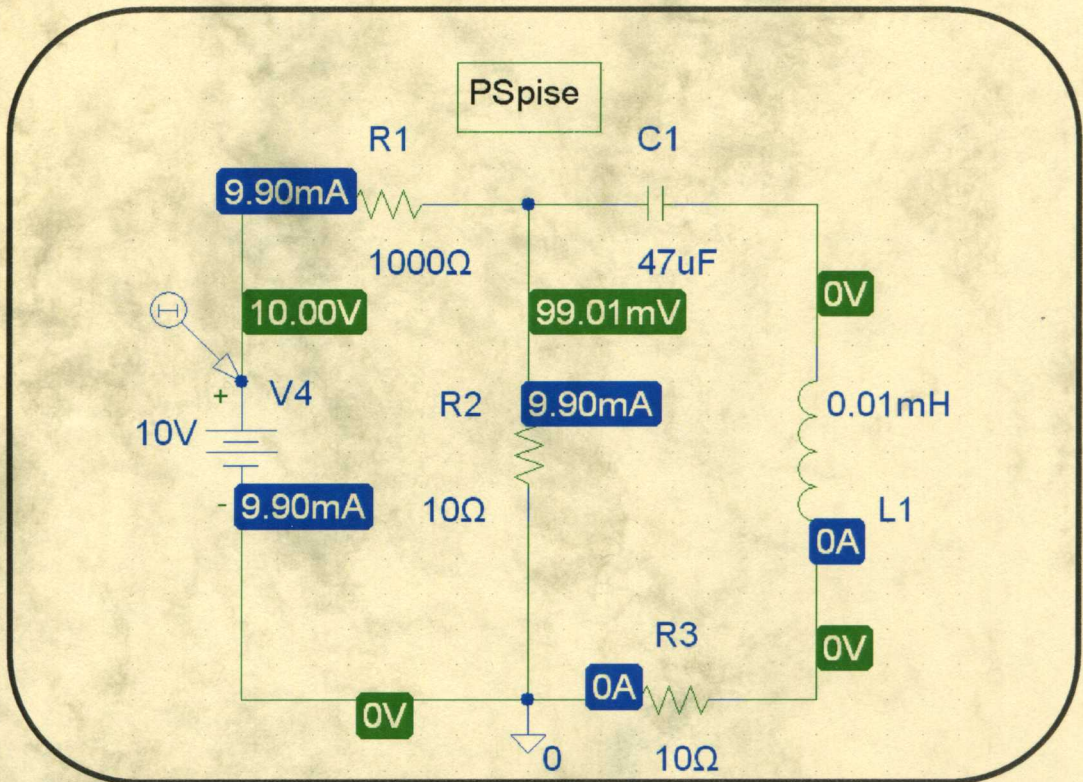 PSpise
R1
C1
9.90mA
1000Ω
47uF
0V
10.00V
99.01mV
H
+
V4
R2
9.90mA
0.01mH
10V
-
9.90mA
10Ω
L1
0A
R3
0V
0A
0V
0
10Ω